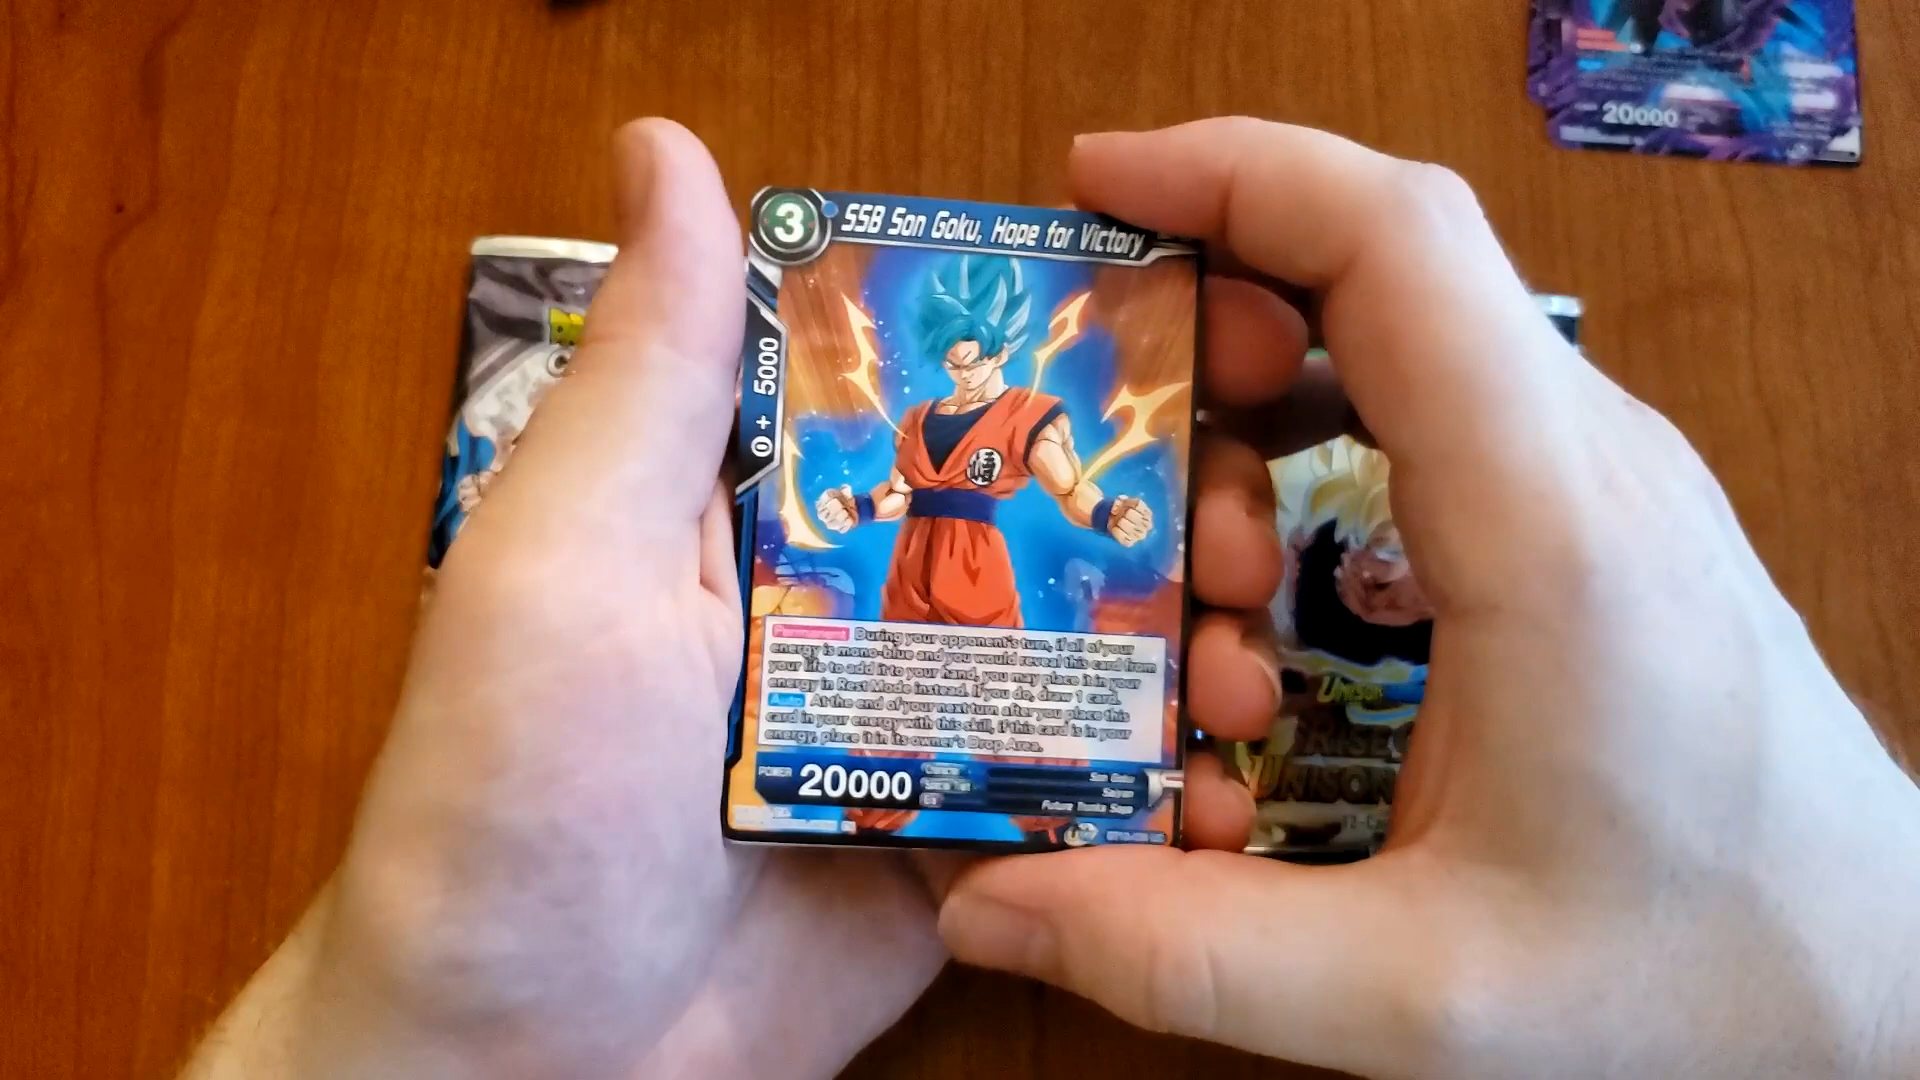 20000
3
SSB Son Goku, Hope for Victory
+ 5000
悟
Permanent During your opponent's turn, if all of your
energy is mono-blue and you would reveal this card from
your life to add it to your hand, you may place it in your
energy in Rest Mode instead. If you do, draw 1 card.
Auto At the end of your next turn after you place this
card in your energy with this skill, if this card is in your
energy, place it in its owner's Drop Area.
POWER 20000
Son Goku
Saiyan
Future Trunks Saga
UNISON
RISE
UNISON